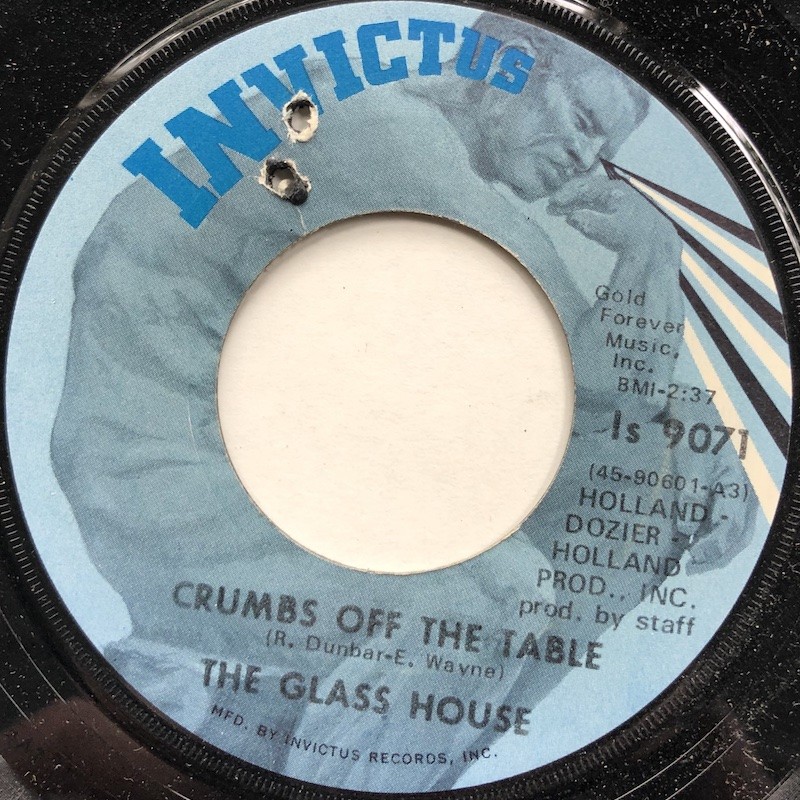 INVICTUS
Gold
Forever
Music,
Inc.
BMI-2:37
Is 9071
(45-90601-A3)
HOLLAND -
DOZIER -
HOLLAND
PROD., INC.
prod. by staff
CRUMBS OFF THE TABLE
(R. Dunbar-E. Wayne)
THE GLASS HOUSE
MFD. BY INVICTUS RECORDS, INC.